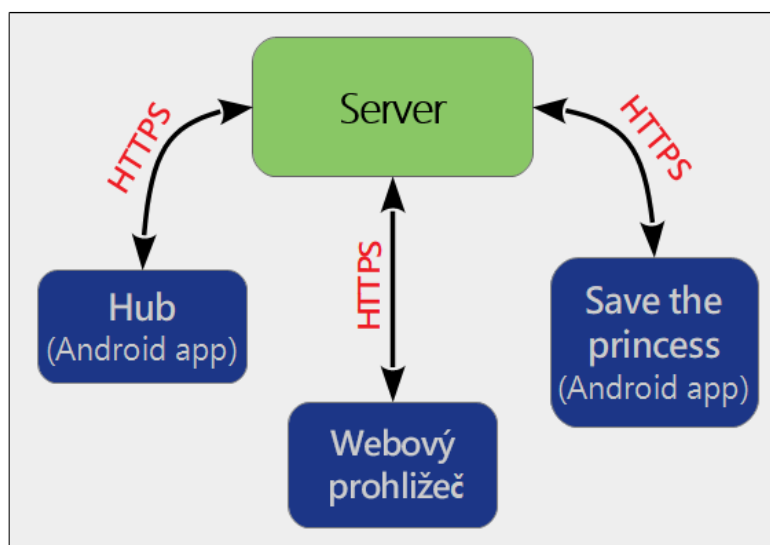 Server
HTTPS
HTTPS
HTTPS
Hub
(Android app)
Save the
princess
(Android app)
Webový
prohlížeč